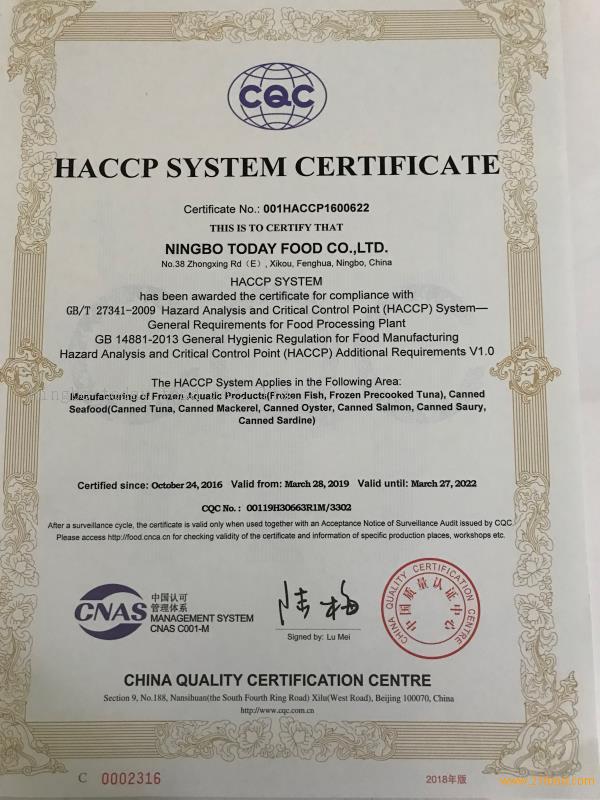 CQC
HACCP SYSTEM CERTIFICATE
Certificate No.: 001HACCP1600622
THIS IS TO CERTIFY THAT
NINGBO TODAY FOOD CO.,LTD.
No.38 Zhongxing Rd（E）, Xikou, Fenghua, Ningbo, China
HACCP SYSTEM
has been awarded the certificate for compliance with
GB/T 27341-2009 Hazard Analysis and Critical Control Point (HACCP) System—
General Requirements for Food Processing Plant
GB 14881-2013 General Hygienic Regulation for Food Manufacturing
Hazard Analysis and Critical Control Point (HACCP) Additional Requirements V1.0
The HACCP System Applies in the Following Area:
Manufacturing of Frozen Aquatic Products(Frozen Fish, Frozen Precooked Tuna), Canned
Seafood(Canned Tuna, Canned Mackerel, Canned Oyster, Canned Salmon, Canned Saury,
Canned Sardine)
Certified since: October 24, 2016 Valid from: March 28, 2019 Valid until: March 27, 2022
CQC No.: 00119H30663R1M/3302
After a surveillance cycle, the certificate is valid only when used together with an Acceptance Notice of Surveillance Audit issued by CQC
Please access http://food.cnca.cn for checking validity of the certificate and information of specific production places, workshops etc.
CNAS
中国认可
管理体系
MANAGEMENT SYSTEM
CNAS C001-M
陆梅
Signed by: Lu Mei
CHINA QUALITY CERTIFICATION CENTRE
中国质量认证中心
CHINA QUALITY CERTIFICATION CENTRE
Section 9, No.188, Nansihuan(the South Fourth Ring Road) Xilu(West Road), Beijing 100070, China
http://www.cqc.com.cn
C 0002316
2018年版